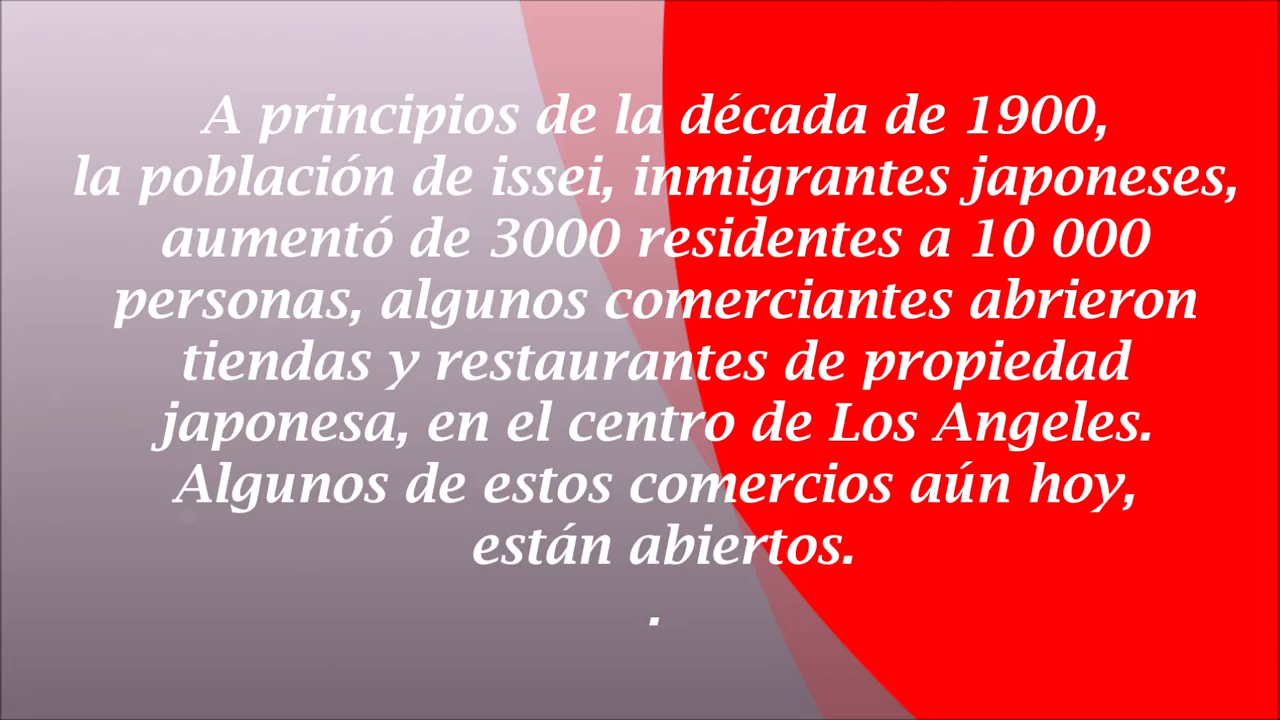 A principios de la década de 1900,
la población de issei, inmigrantes japoneses,
aumentó de 3000 residentes a 10 000
personas, algunos comerciantes abrieron
tiendas y restaurantes de propiedad
japonesa, en el centro de Los Angeles.
Algunos de estos comercios aún hoy,
están abiertos.
.